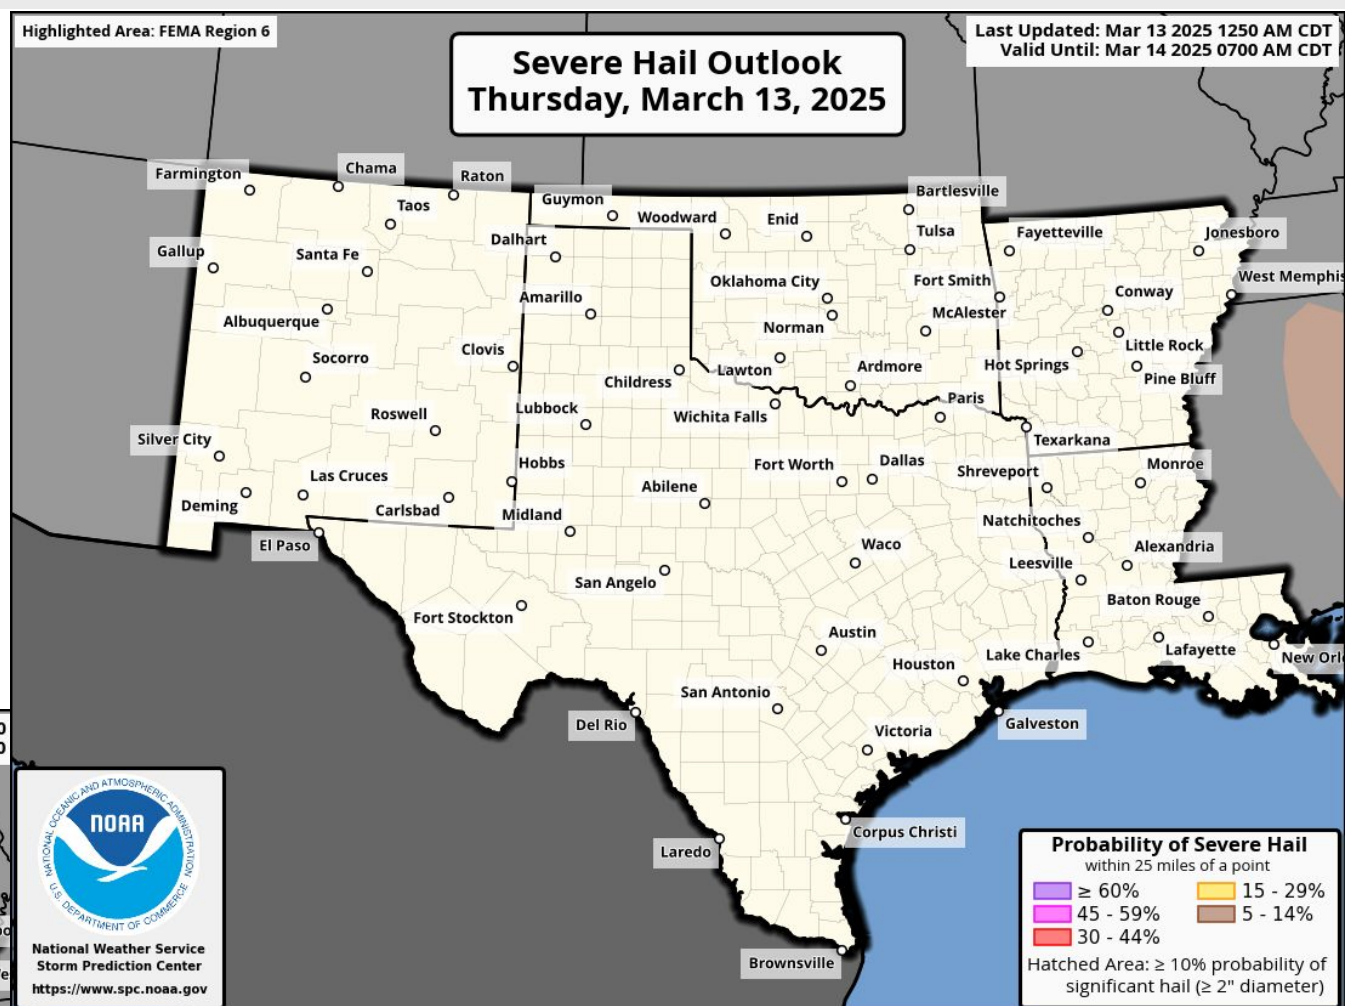 Highlighted Area: FEMA Region 6
Severe Hail Outlook
Thursday, March 13, 2025
Last Updated: Mar 13 2025 1250 AM CDT
Valid Until: Mar 14 2025 0700 AM CDT
Farmington
Chama
Raton
Guymon
Bartlesville
Taos
Woodward
Enid
Tulsa
Fayetteville
Jonesboro
Gallup
Santa Fe
Dalhart
Oklahoma City
Fort Smith
West Memphis
Amarillo
Conway
Albuquerque
Norman
McAlester
Little Rock
Socorro
Clovis
Childress
Lawton
Ardmore
Hot Springs
Pine Bluff
Roswell
Lubbock
Wichita Falls
Paris
Silver City
Texarkana
Las Cruces
Hobbs
Fort Worth
Dallas
Shreveport
Monroe
Deming
Carlsbad
Midland
Abilene
Natchitoches
El Paso
Waco
Alexandria
San Angelo
Leesville
Fort Stockton
Baton Rouge
Austin
Lake Charles
Lafayette
New Orl
Houston
San Antonio
Del Rio
Galveston
Victoria
Corpus Christi
Laredo
Brownsville
NATIONAL OCEANIC AND ATMOSPHERIC ADMINISTRATION
NOAA
U.S. DEPARTMENT OF COMMERCE
National Weather Service
Storm Prediction Center
https://www.spc.noaa.gov
Probability of Severe Hail
within 25 miles of a point
≥ 60%
15 - 29%
45 - 59%
5 - 14%
30 - 44%
Hatched Area: ≥ 10% probability of
significant hail (≥ 2" diameter)